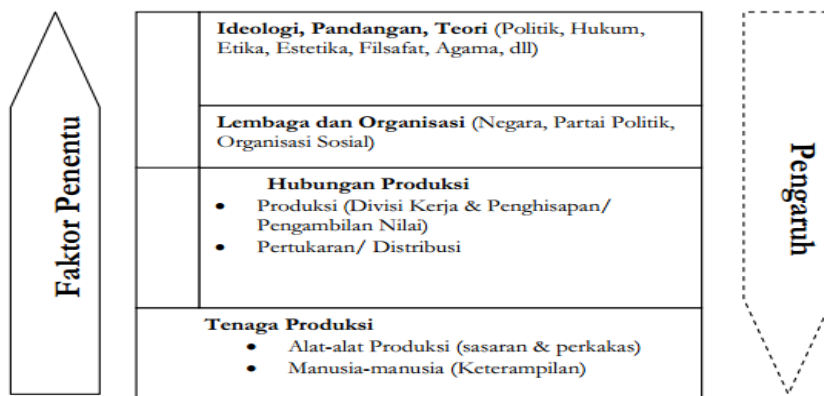 Faktor Penentu
Ideologi, Pandangan, Teori (Politik, Hukum,
Etika, Estetika, Filsafat, Agama, dll)
Lembaga dan Organisasi (Negara, Partai Politik,
Organisasi Sosial)
Hubungan Produksi
• Produksi (Divisi Kerja & Penghisapan/
Pengambilan Nilai)
• Pertukaran/ Distribusi
Tenaga Produksi
• Alat-alat Produksi (sasaran & perkakas)
• Manusia-manusia (Keterampilan)
Pengaruh